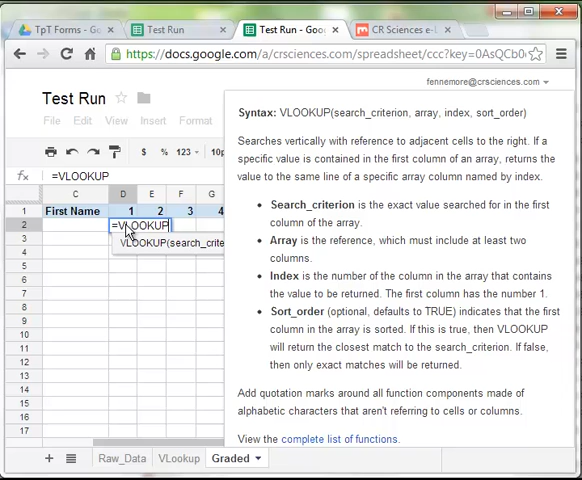 TpT Forms - Go
Test Run
Test Run - Goo
CR Sciences e-L
https://docs.google.com/a/crsciences.com/spreadsheet/ccc?key=0AsQCb0
fennemore@crsciences.com
Test Run
File Edit View Insert Format
$ % 123 10p
fx =VLOOKUP
C D E F G
1 First Name 1 2 3 4
2 =VLOOKUP
3 VLOOKUP(search_crite
4
5
6
7
8
9
10
11
12
13
14
15
16
17
Syntax: VLOOKUP(search_criterion, array, index, sort_order)
Searches vertically with reference to adjacent cells to the right. If a
specific value is contained in the first column of an array, returns the
value to the same line of a specific array column named by index.
• Search_criterion is the exact value searched for in the first
column of the array.
• Array is the reference, which must include at least two
columns.
• Index is the number of the column in the array that contains
the value to be returned. The first column has the number 1.
• Sort_order (optional, defaults to TRUE) indicates that the first
column in the array is sorted. If this is true, then VLOOKUP
will return the closest match to the search_criterion. If false,
then only exact matches will be returned.
Add quotation marks around all function components made of
alphabetic characters that aren't referring to cells or columns.
View the complete list of functions.
Raw_Data VLookup Graded